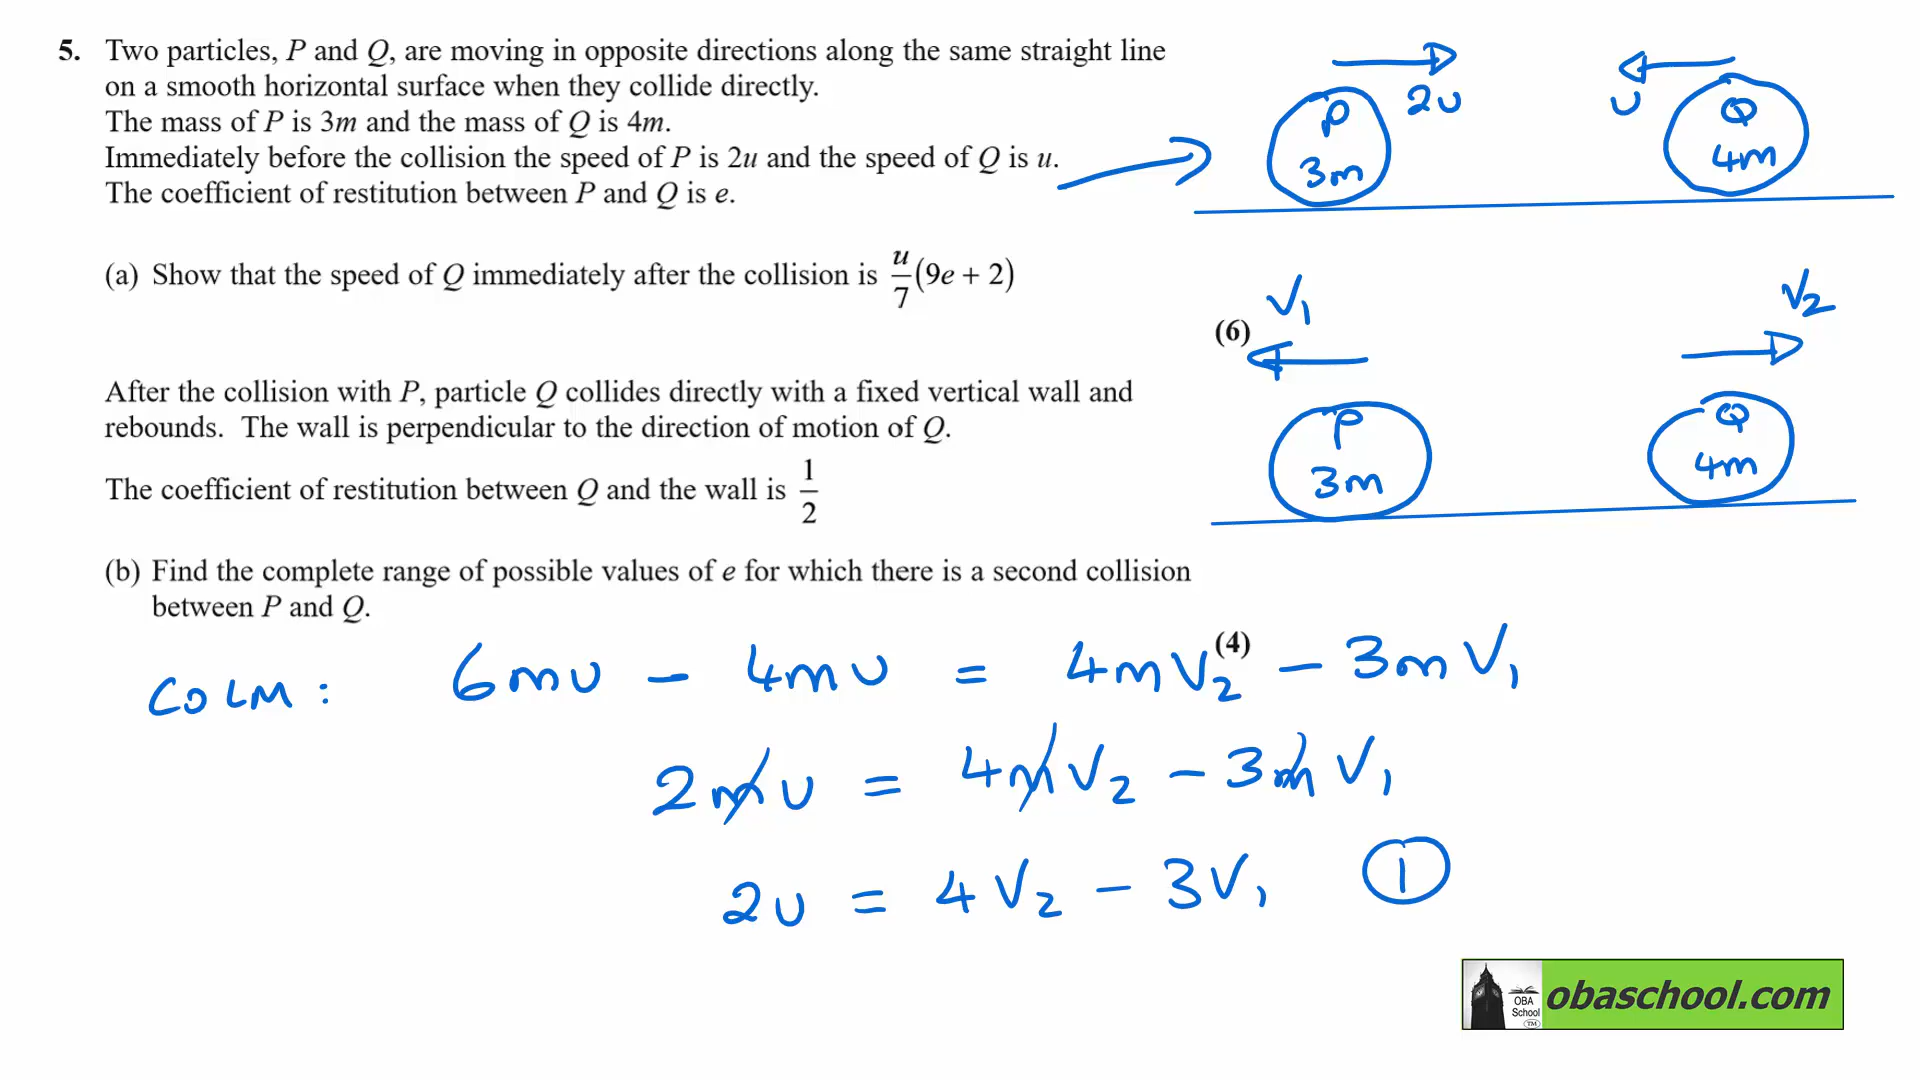 5. Two particles, P and Q, are moving in opposite directions along the same straight line
on a smooth horizontal surface when they collide directly.
The mass of P is 3m and the mass of Q is 4m.
Immediately before the collision the speed of P is 2u and the speed of Q is u.
The coefficient of restitution between P and Q is e.
(a) Show that the speed of Q immediately after the collision is u/7(9e + 2)
(6)
After the collision with P, particle Q collides directly with a fixed vertical wall and
rebounds. The wall is perpendicular to the direction of motion of Q.
The coefficient of restitution between Q and the wall is 1/2
(b) Find the complete range of possible values of e for which there is a second collision
between P and Q.
(4)
2u
u
P
3m
Q
4m
V₁
V₂
P
3m
Q
4m
COLM: 6mu - 4mu = 4mV₂ - 3mV₁
2mu = 4mV₂ - 3mV₁
2u = 4V₂ - 3V₁ ①
OBA
School
TM
obaschool.com